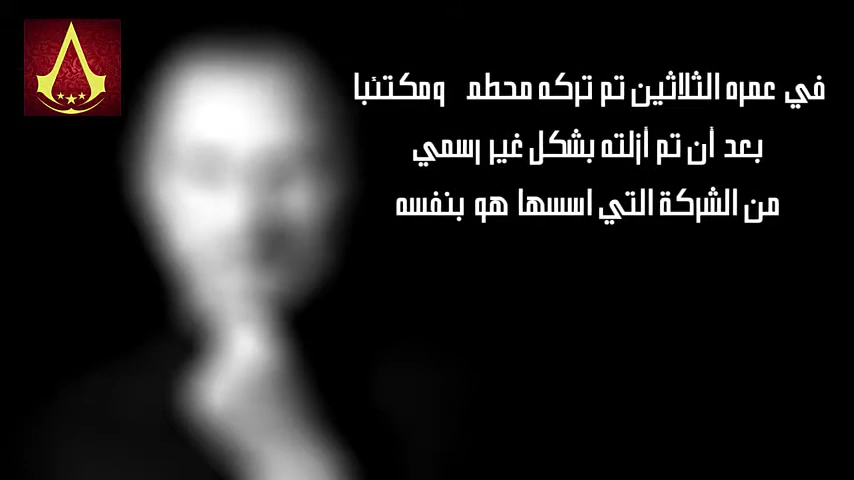 في عمره الثلاثين تم تركه محطم ومكتئبا
بعد أن تم أزلته بشكل غير رسمي
من الشركة التي اسسها هو بنفسه